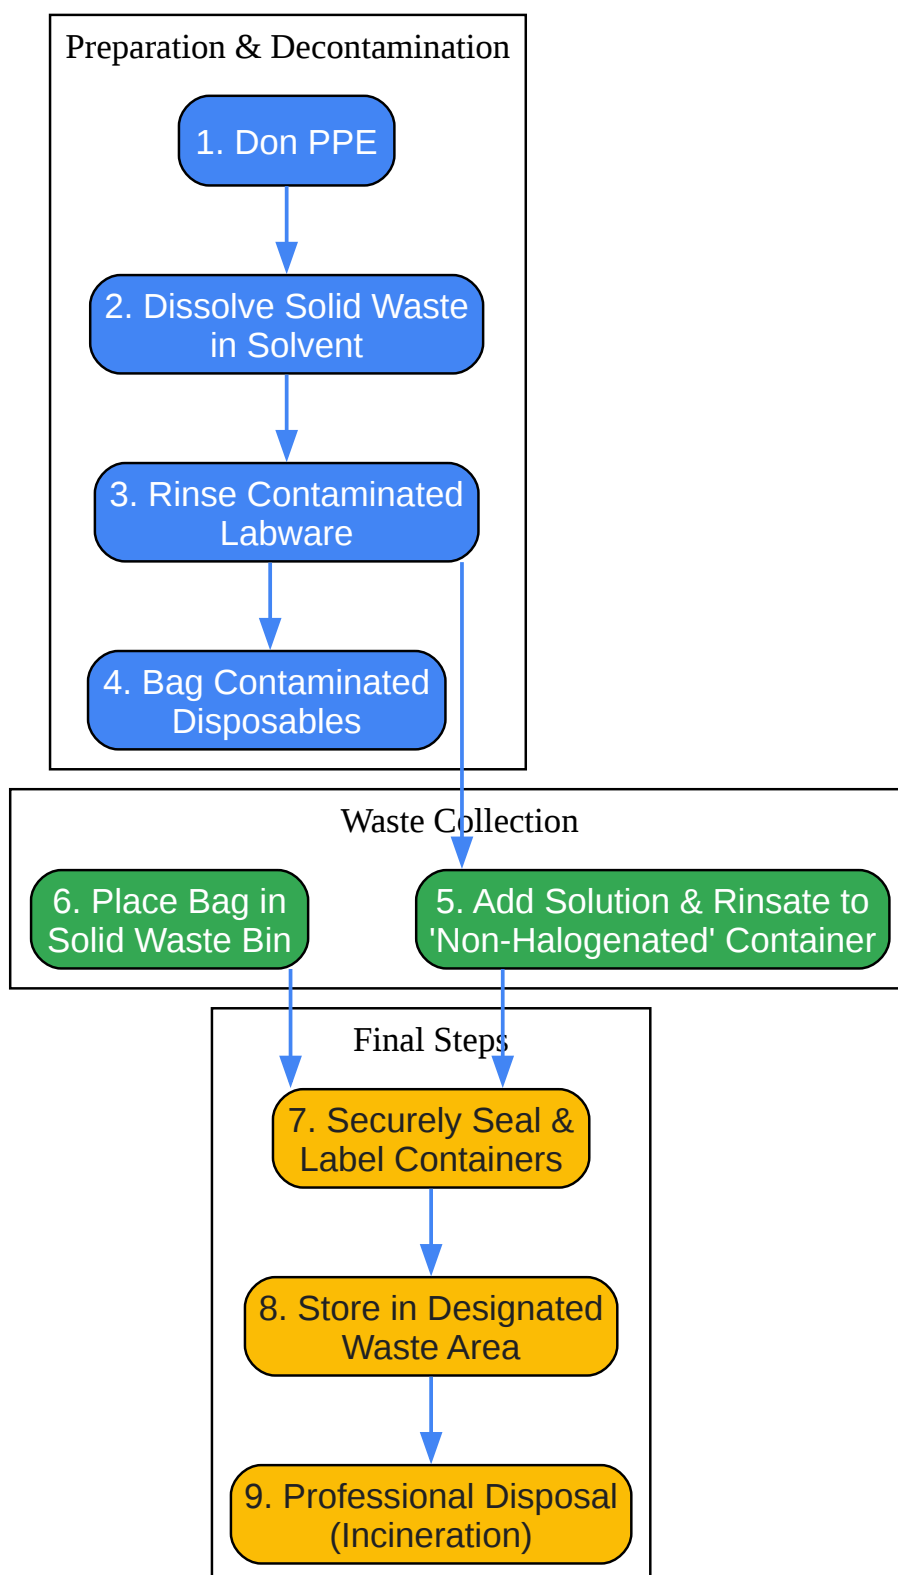 Preparation & Decontamination
1. Don PPE
2. Dissolve Solid Waste
in Solvent
3. Rinse Contaminated
Labware
4. Bag Contaminated
Disposables
Waste Collection
6. Place Bag in
Solid Waste Bin
5. Add Solution & Rinsate to
'Non-Halogenated' Container
Final Steps
7. Securely Seal &
Label Containers
8. Store in Designated
Waste Area
9. Professional Disposal
(Incineration)